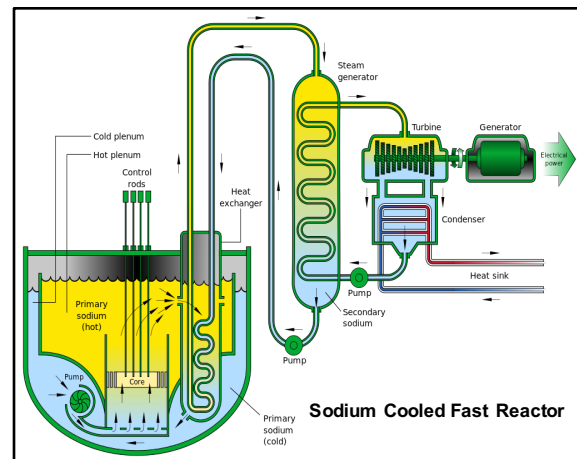 Steam
generator
Cold plenum
Hot plenum
Control
rods
Heat
exchanger
Turbine
Generator
Electrical
power
Condenser
Heat sink
Pump
Secondary
sodium
Pump
Primary
sodium
(hot)
Core
Pump
Primary
sodium
(cold)
Sodium Cooled Fast Reactor